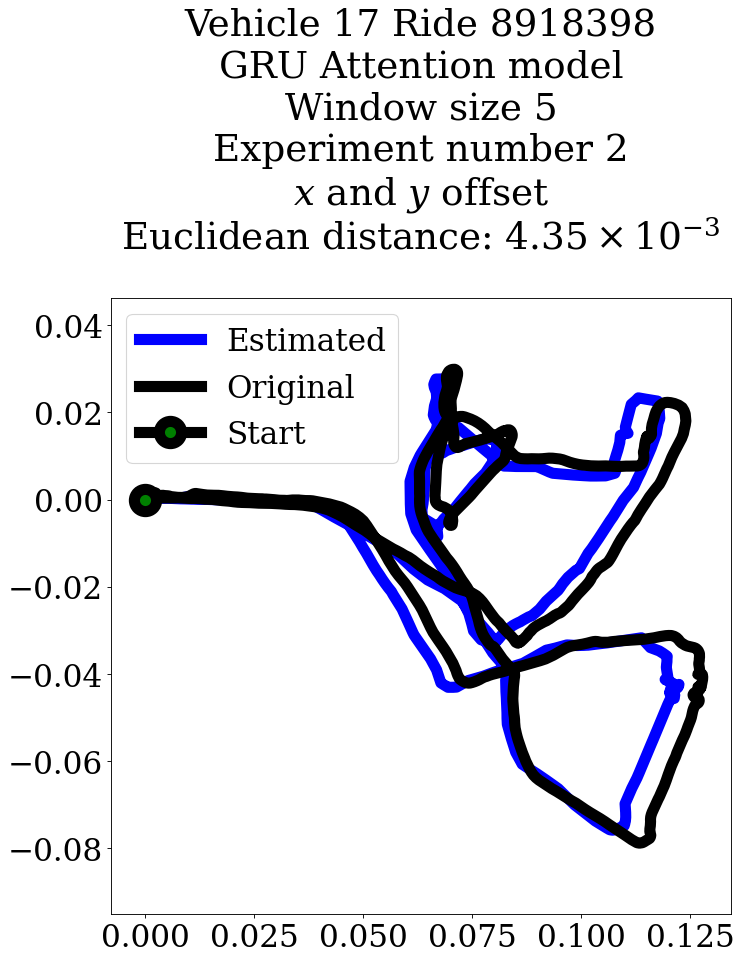 Vehicle 17 Ride 8918398
GRU Attention model
Window size 5
Experiment number 2
x and y offset
Euclidean distance: 4.35 × 10⁻³
Estimated
Original
Start
0.04
0.02
0.00
−0.02
−0.04
−0.06
−0.08
0.000 0.025 0.050 0.075 0.100 0.125